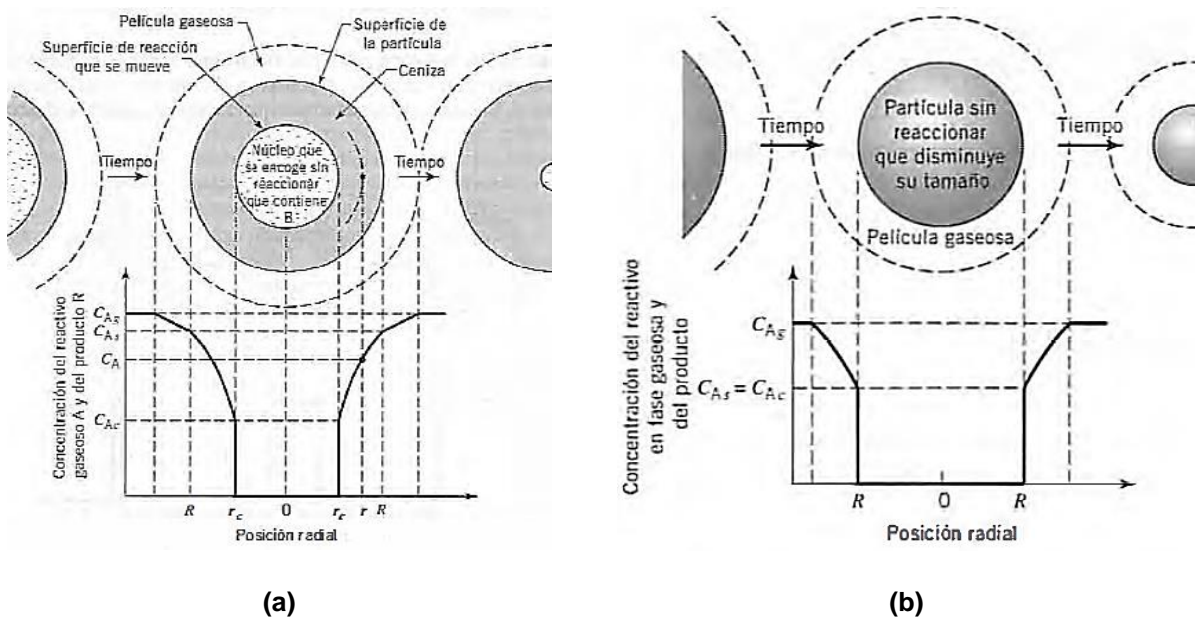 Película gaseosa
Superficie de reacción
que se mueve
Superficie de
la partícula
Ceniza
Tiempo
Núcleo que
se encoge sin
reaccionar
que contiene
B
Tiempo
Concentración del reactivo
gaseoso A y del producto R
C_Ag
C_As
C_A
C_Ac
R
r_c
0
r_c
r
R
Posición radial
(a)
Tiempo
Partícula sin
reaccionar
que disminuye
su tamaño
Tiempo
Película gaseosa
Concentración del reactivo
en fase gaseosa y
del producto
C_Ag
C_As = C_Ac
R
0
R
Posición radial
(b)